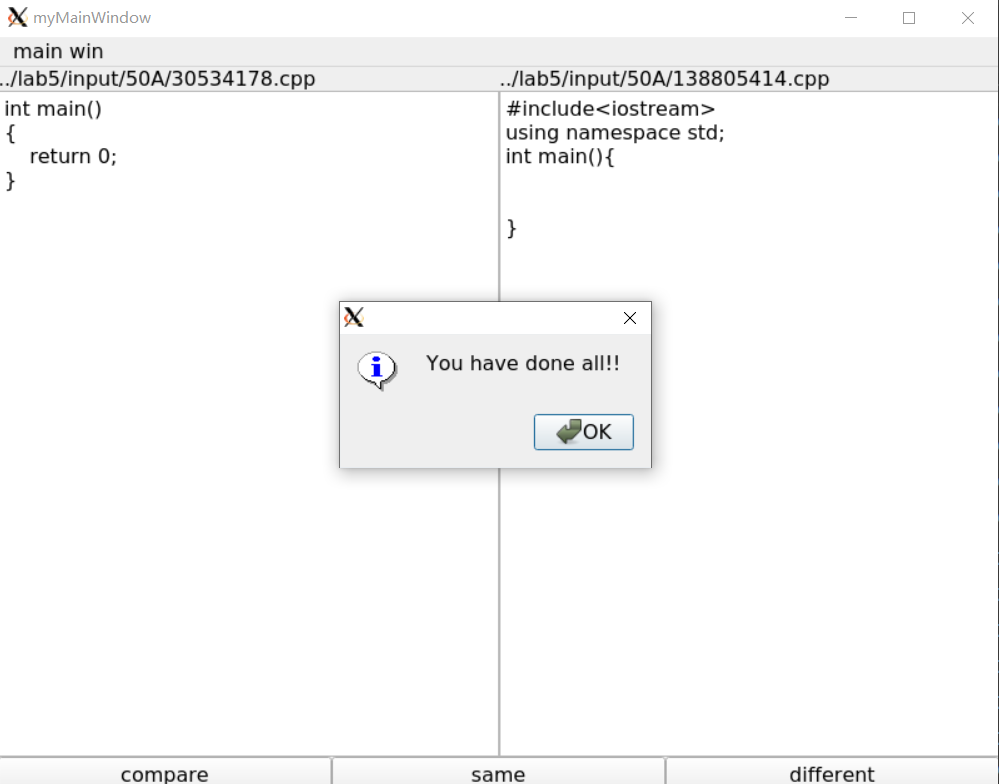 myMainWindow
main win
../lab5/input/50A/30534178.cpp
../lab5/input/50A/138805414.cpp
int main()
{
    return 0;
}
#include<iostream>
using namespace std;
int main(){
}
You have done all!!
OK
compare
same
different